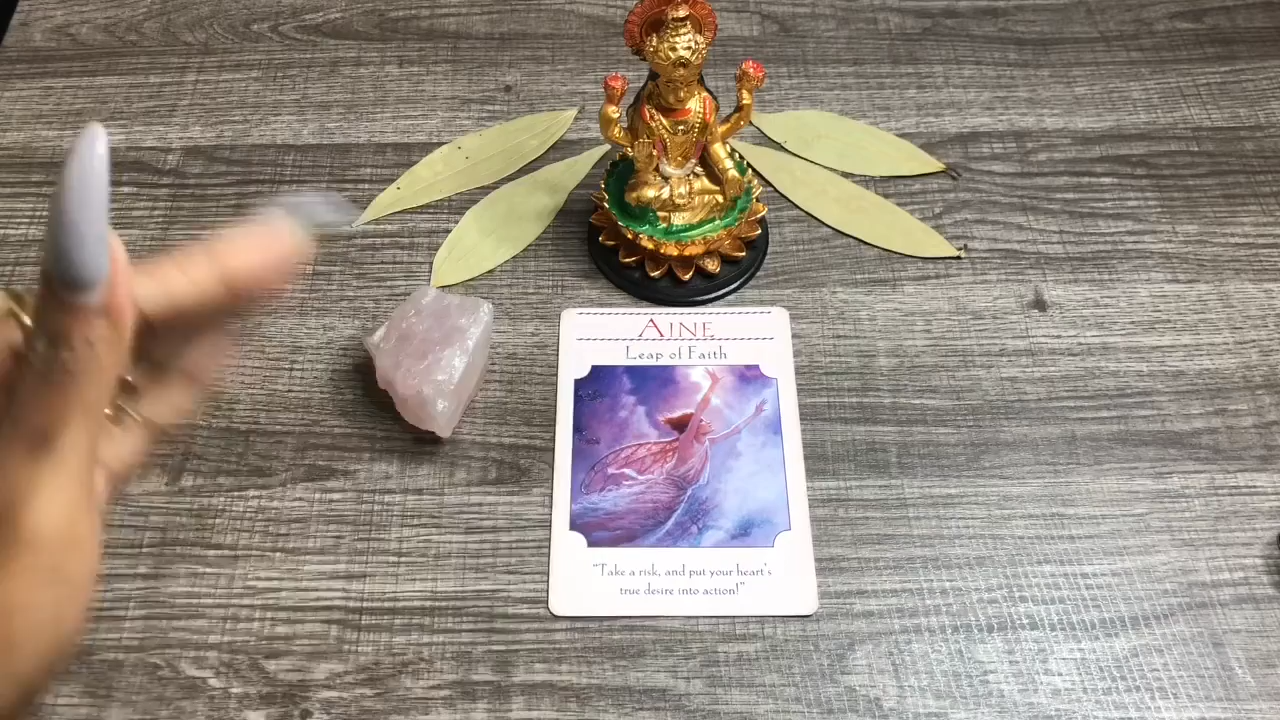 AINE
Leap of Faith
“Take a risk, and put your heart's
true desire into action!”